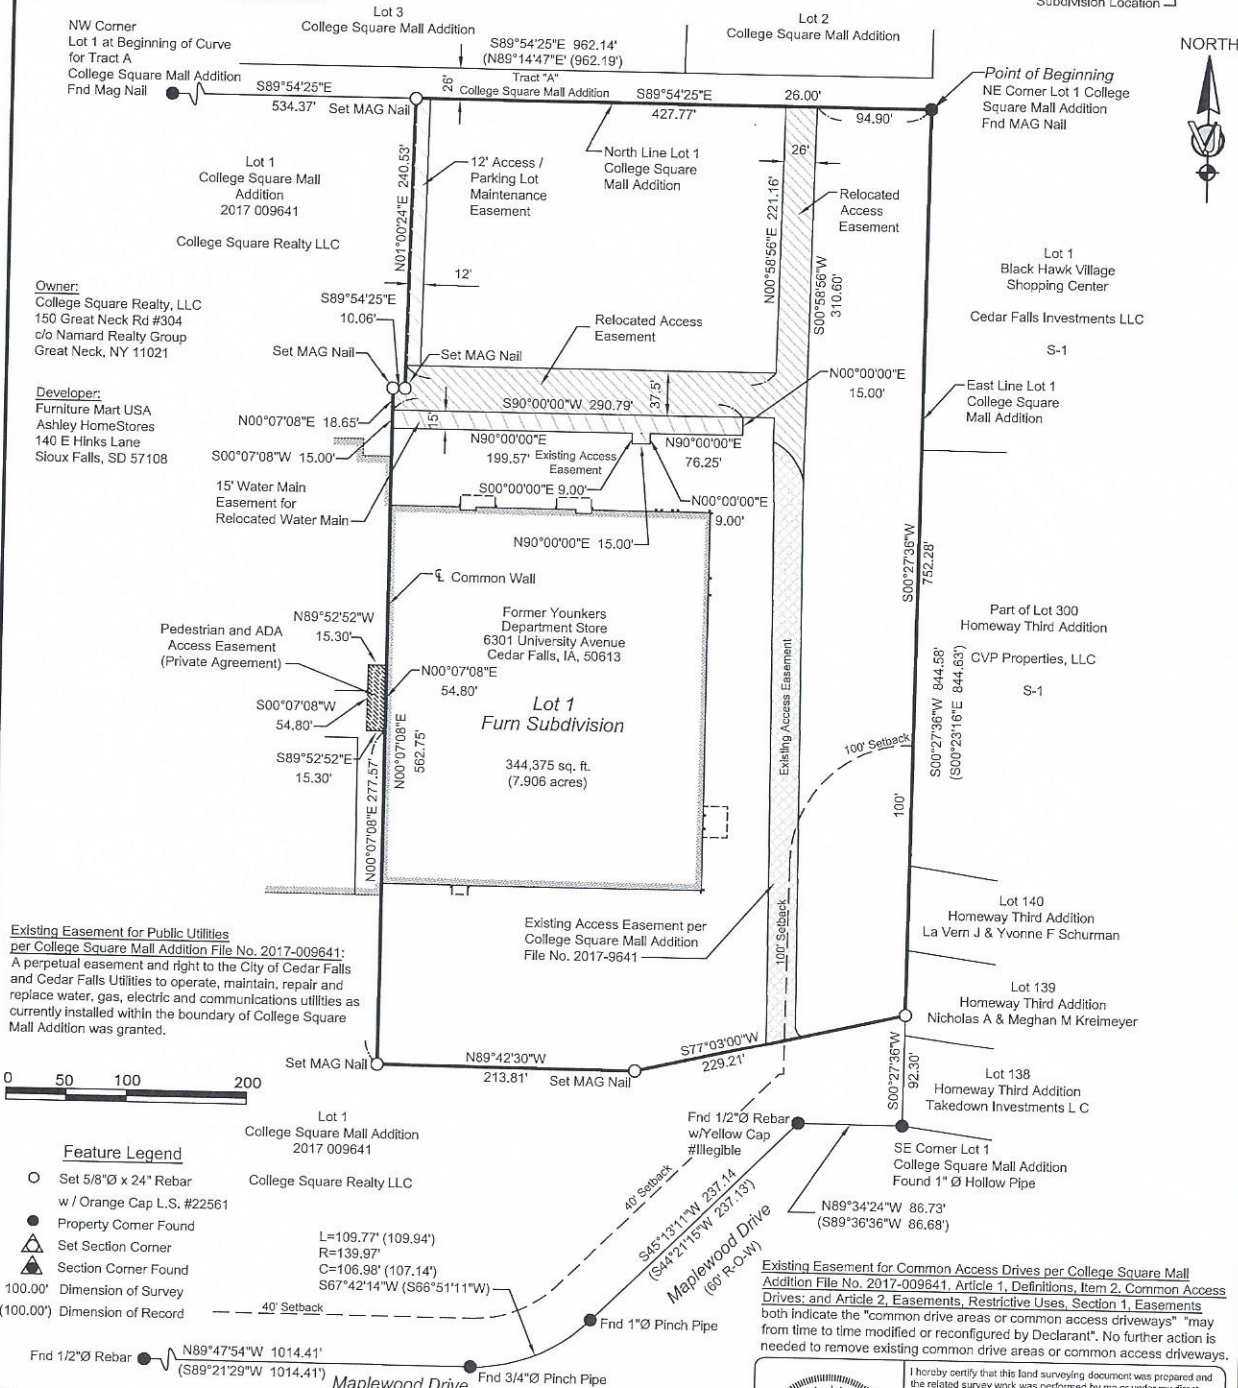 Subdivision Location
Lot 3
College Square Mall Addition
Lot 2
College Square Mall Addition
NW Corner
Lot 1 at Beginning of Curve
for Tract A
College Square Mall Addition
Fnd Mag Nail
S89°54'25"E 962.14'
(N89°14'47"E' (962.19')
NORTH
Tract "A"
College Square Mall Addition
26'
S89°54'25"E
534.37'
Set MAG Nail
S89°54'25"E
427.77'
26.00'
94.90'
Point of Beginning
NE Corner Lot 1 College
Square Mall Addition
Fnd MAG Nail
Lot 1
College Square Mall
Addition
2017 009641
College Square Realty LLC
N01°00'24"E 240.53'
12' Access /
Parking Lot
Maintenance
Easement
North Line Lot 1
College Square
Mall Addition
26'
N00°58'56"E 221.16'
S00°58'56"W
310.60'
Relocated
Access
Easement
12'
Lot 1
Black Hawk Village
Shopping Center
Cedar Falls Investments LLC
S-1
Owner:
College Square Realty, LLC
150 Great Neck Rd #304
c/o Namard Realty Group
Great Neck, NY 11021
S89°54'25"E
10.06'
Set MAG Nail
Set MAG Nail
Relocated Access
Easement
N00°00'00"E
15.00'
East Line Lot 1
College Square
Mall Addition
Developer:
Furniture Mart USA
Ashley HomeStores
140 E Hinks Lane
Sioux Falls, SD 57108
N00°07'08"E 18.65'
S00°07'08"W 15.00'
S90°00'00"W 290.79'
37.5'
15'
N90°00'00"E
199.57'
Existing Access
Easement
N90°00'00"E
76.25'
15' Water Main
Easement for
Relocated Water Main
S00°00'00"E 9.00'
N00°00'00"E
9.00'
N90°00'00"E 15.00'
S00°27'36"W
752.28'
℄ Common Wall
Former Younkers
Department Store
6301 University Avenue
Cedar Falls, IA, 50613
N89°52'52"W
15.30'
Pedestrian and ADA
Access Easement
(Private Agreement)
N00°07'08"E
54.80'
S00°07'08"W
54.80'
Lot 1
Furn Subdivision
344,375 sq. ft.
(7.906 acres)
S89°52'52"E
15.30'
N00°07'08"E 277.57'
N00°07'08"E
562.75'
Existing Access Easement
Part of Lot 300
Homeway Third Addition
CVP Properties, LLC
S-1
S00°27'36"W 844.58'
(S00°23'16"E 844.63')
100' Setback
100'
100' Setback
Existing Access Easement per
College Square Mall Addition
File No. 2017-9641
Lot 140
Homeway Third Addition
La Vern J & Yvonne F Schurman
Existing Easement for Public Utilities
per College Square Mall Addition File No. 2017-009641:
A perpetual easement and right to the City of Cedar Falls
and Cedar Falls Utilities to operate, maintain, repair and
replace water, gas, electric and communications utilities as
currently installed within the boundary of College Square
Mall Addition was granted.
Lot 139
Homeway Third Addition
Nicholas A & Meghan M Kreimeyer
Set MAG Nail
N89°42'30"W
213.81'
Set MAG Nail
S77°03'00"W
229.21'
S00°27'36"W
92.30'
Lot 138
Homeway Third Addition
Takedown Investments L C
0 50 100 200
Lot 1
College Square Mall Addition
2017 009641
College Square Realty LLC
Fnd 1/2"Ø Rebar
w/Yellow Cap
#Illegible
SE Corner Lot 1
College Square Mall Addition
Found 1" Ø Hollow Pipe
N89°34'24"W 86.73'
(S89°36'36"W 86.68')
Feature Legend
Set 5/8"Ø x 24" Rebar
w / Orange Cap L.S. #22561
Property Corner Found
Set Section Corner
Section Corner Found
100.00' Dimension of Survey
(100.00') Dimension of Record
40' Setback
S45°13'11"W 237.14
(S44°21'15"W 237.13')
Maplewood Drive
(60' R-O-W)
L=109.77' (109.94')
R=139.97'
C=106.98' (107.14')
S67°42'14"W (S66°51'11"W)
40' Setback
Fnd 1"Ø Pinch Pipe
Fnd 1/2"Ø Rebar
N89°47'54"W 1014.41'
(S89°21'29"W 1014.41')
Maplewood Drive
Fnd 3/4"Ø Pinch Pipe
Existing Easement for Common Access Drives per College Square Mall
Addition File No. 2017-009641, Article 1, Definitions, Item 2. Common Access
Drives; and Article 2, Easements, Restrictive Uses, Section 1, Easements
both indicate the "common drive areas or common access driveways" "may
from time to time modified or reconfigured by Declarant". No further action is
needed to remove existing common drive areas or common access driveways.
I hereby certify that this land surveying document was prepared and